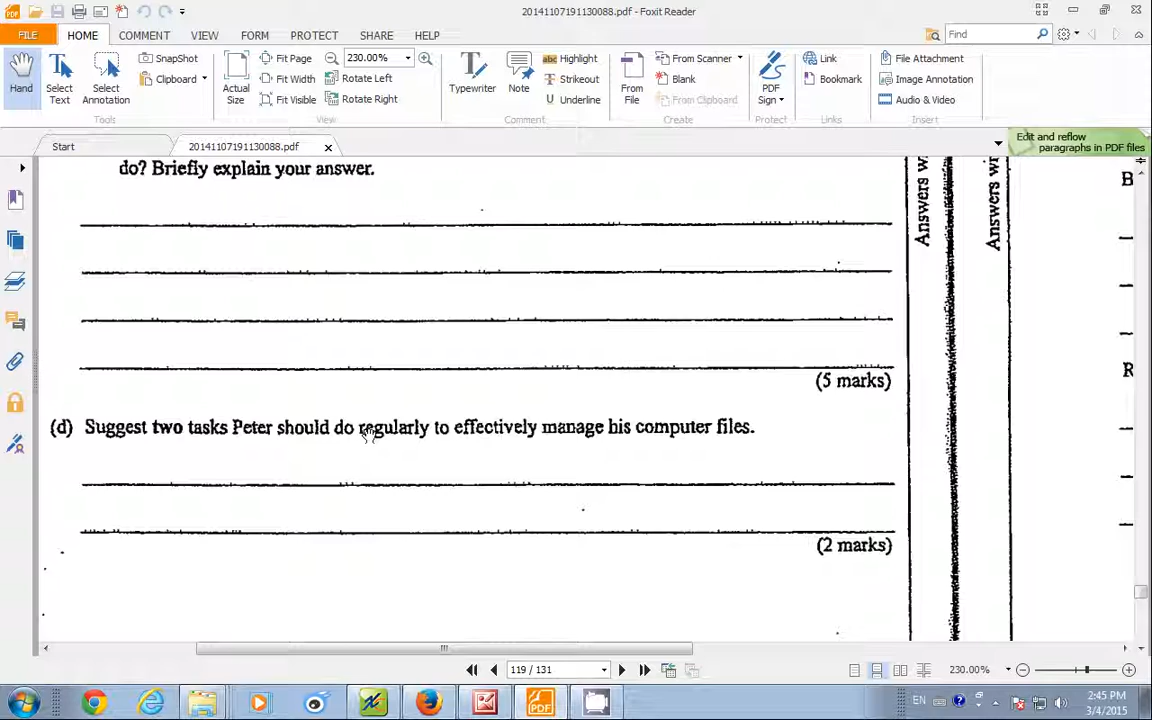 20141107191130088.pdf - Foxit Reader
FILE HOME COMMENT VIEW FORM PROTECT SHARE HELP Find
Hand
Select Text
Select Annotation
SnapShot
Clipboard
Tools
Actual Size
Fit Page
Fit Width
Fit Visible
230.00%
Rotate Left
Rotate Right
View
Typewriter
Note
abc Highlight
Strikeout
U Underline
Comment
From File
From Scanner
Blank
From Clipboard
Create
PDF Sign
Protect
Link
Bookmark
Links
File Attachment
Image Annotation
Audio & Video
Insert
Start 20141107191130088.pdf
Edit and reflow
paragraphs in PDF files
do? Briefly explain your answer.
(5 marks)
(d) Suggest two tasks Peter should do regularly to effectively manage his computer files.
(2 marks)
Answers wr
Answers wr
B
R
119 / 131
230.00%
EN
2:45 PM
3/4/2015